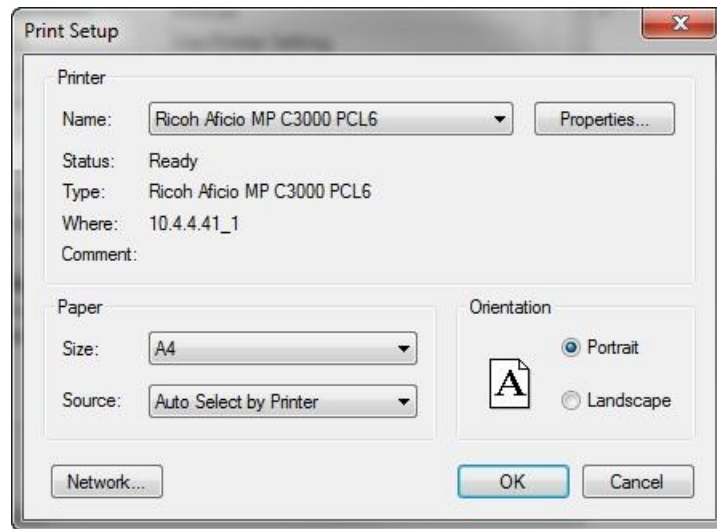 Print Setup
Printer
Name: Ricoh Aficio MP C3000 PCL6 Properties...
Status: Ready
Type: Ricoh Aficio MP C3000 PCL6
Where: 10.4.4.41_1
Comment:
Paper
Size: A4
Source: Auto Select by Printer
Orientation
A
Portrait
Landscape
Network... OK Cancel